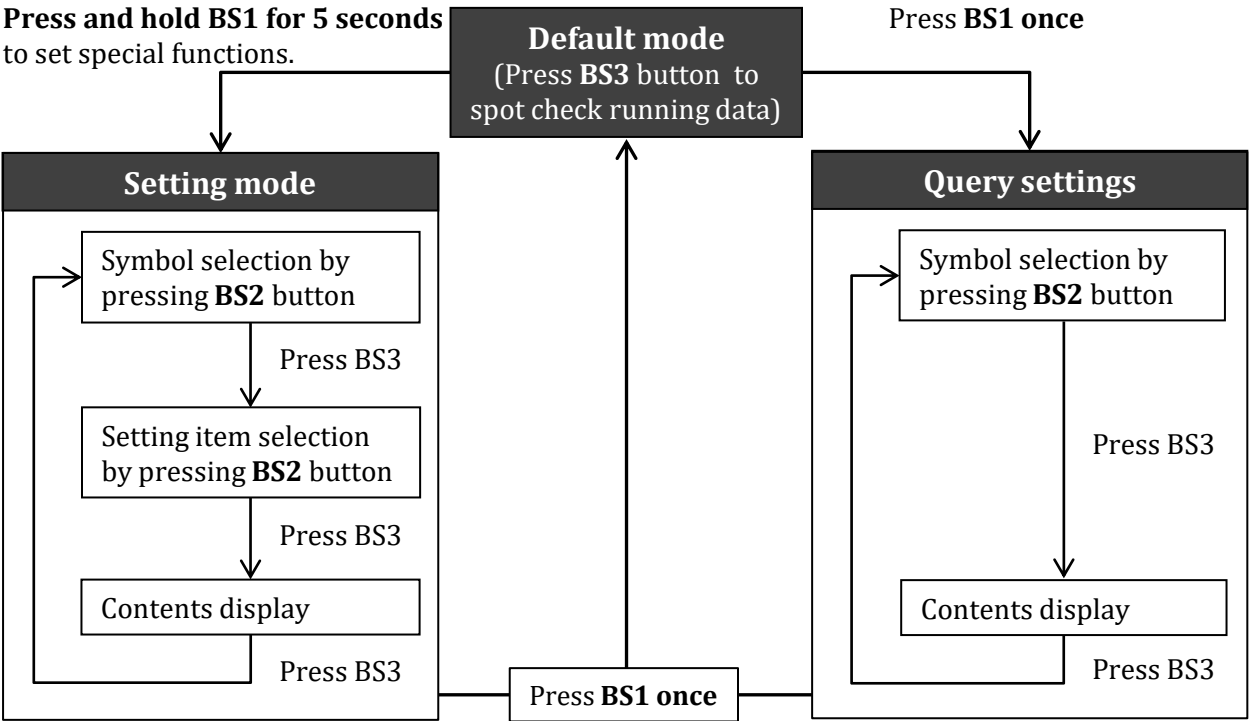 Press and hold BS1 for 5 seconds
to set special functions.
Default mode
(Press BS3 button to
spot check running data)
Press BS1 once
Setting mode
Symbol selection by
pressing BS2 button
Press BS3
Setting item selection
by pressing BS2 button
Press BS3
Contents display
Press BS3
Query settings
Symbol selection by
pressing BS2 button
Press BS3
Contents display
Press BS3
Press BS1 once